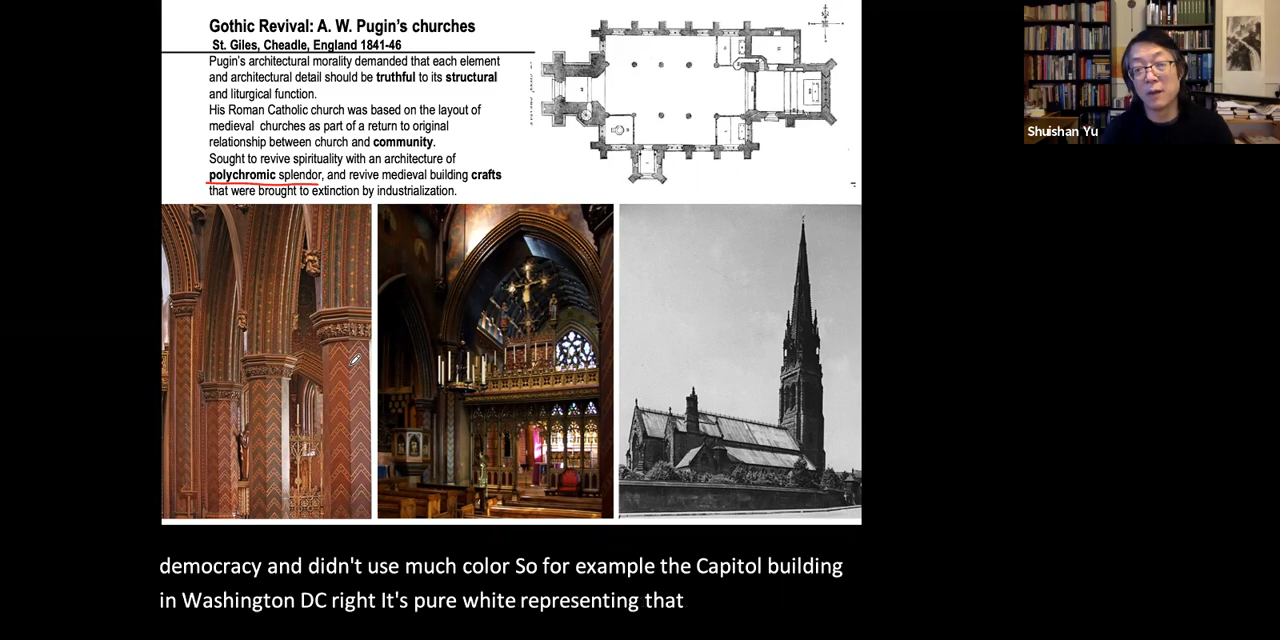 Gothic Revival: A. W. Pugin's churches
St. Giles, Cheadle, England 1841-46
Pugin's architectural morality demanded that each element
and architectural detail should be truthful to its structural
and liturgical function.
His Roman Catholic church was based on the layout of
medieval churches as part of a return to original
relationship between church and community.
Sought to revive spirituality with an architecture of
polychromic splendor, and revive medieval building crafts
that were brought to extinction by industrialization.
Shuishan Yu
democracy and didn't use much color So for example the Capitol building
in Washington DC right It's pure white representing that